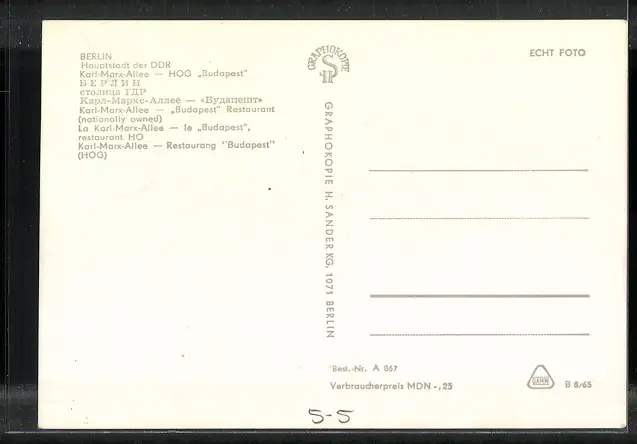 BERLIN
Hauptstadt der DDR
Karl-Marx-Allee — HOG „Budapest"
БЕРЛИН
столица ГДР
Карл-Маркс-Аллее — «Будапешт»
Karl-Marx-Allee — „Budapest" Restaurant
(nationally owned)
La Karl-Marx-Allee — le „Budapest",
restaurant HO
Karl-Marx-Allee — Restaurang "Budapest"
(HOG)
GRAPHOKOPIE
GRAPHOKOPIE H. SANDER KG, 1071 BERLIN
ECHT FOTO
Best.-Nr. A 867
Verbraucherpreis MDN -,25
DAMW
B 8/65
5-5